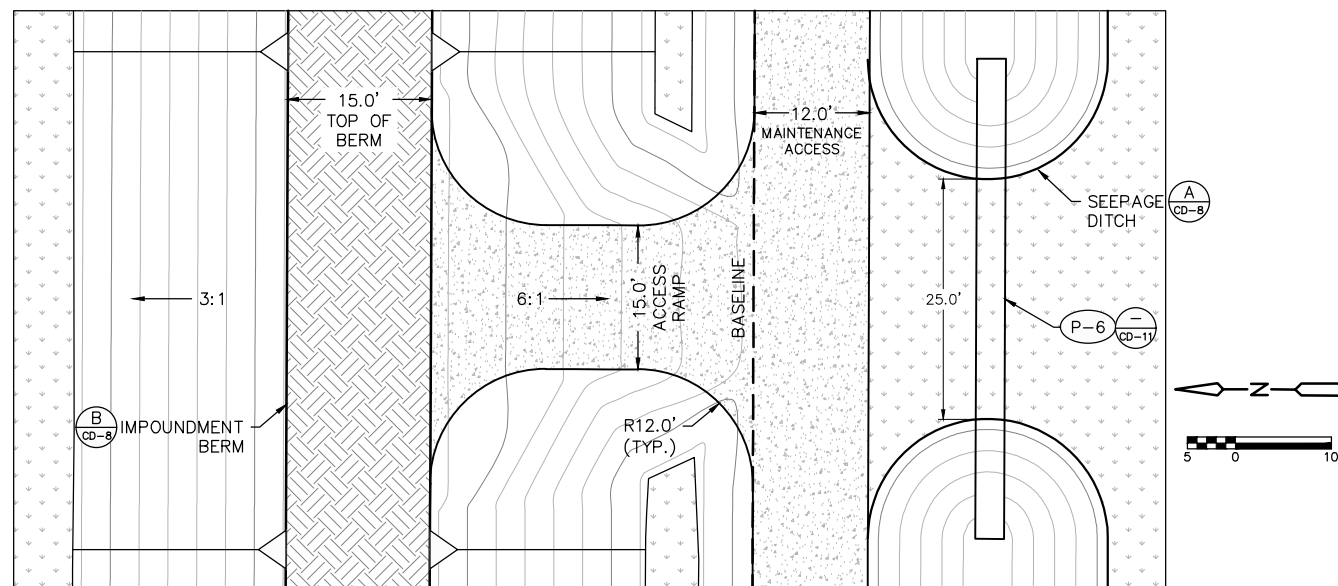 15.0'
TOP OF
BERM
12.0'
MAINTENANCE
ACCESS
SEEPAGE
DITCH
A
CD-8
3:1
6:1
15.0'
ACCESS
RAMP
BASELINE
25.0'
P-6
–
CD-11
B
CD-8
IMPOUNDMENT
BERM
R12.0'
(TYP.)
N
5 0 10